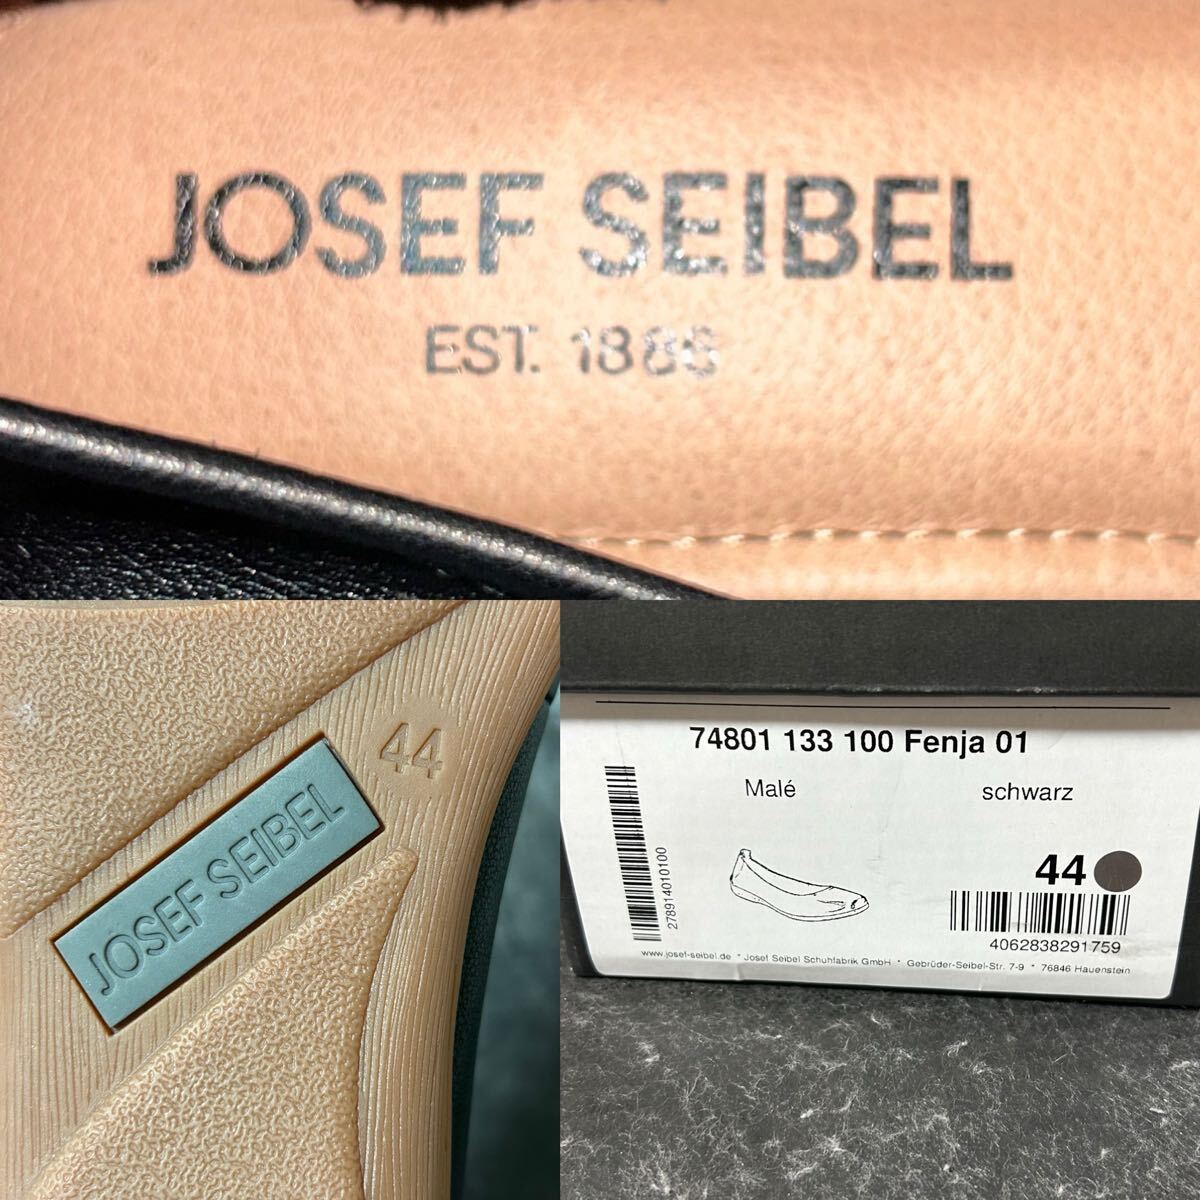 JOSEF SEIBEL
EST. 1886
44
JOSEF SEIBEL
74801 133 100 Fenja 01
Malé
schwarz
278914010100
44
4062838291759
www.josef-seibel.de * Josef Seibel Schuhfabrik GmbH * Gebrüder-Seibel-Str. 7-9 * 76846 Hauenstein